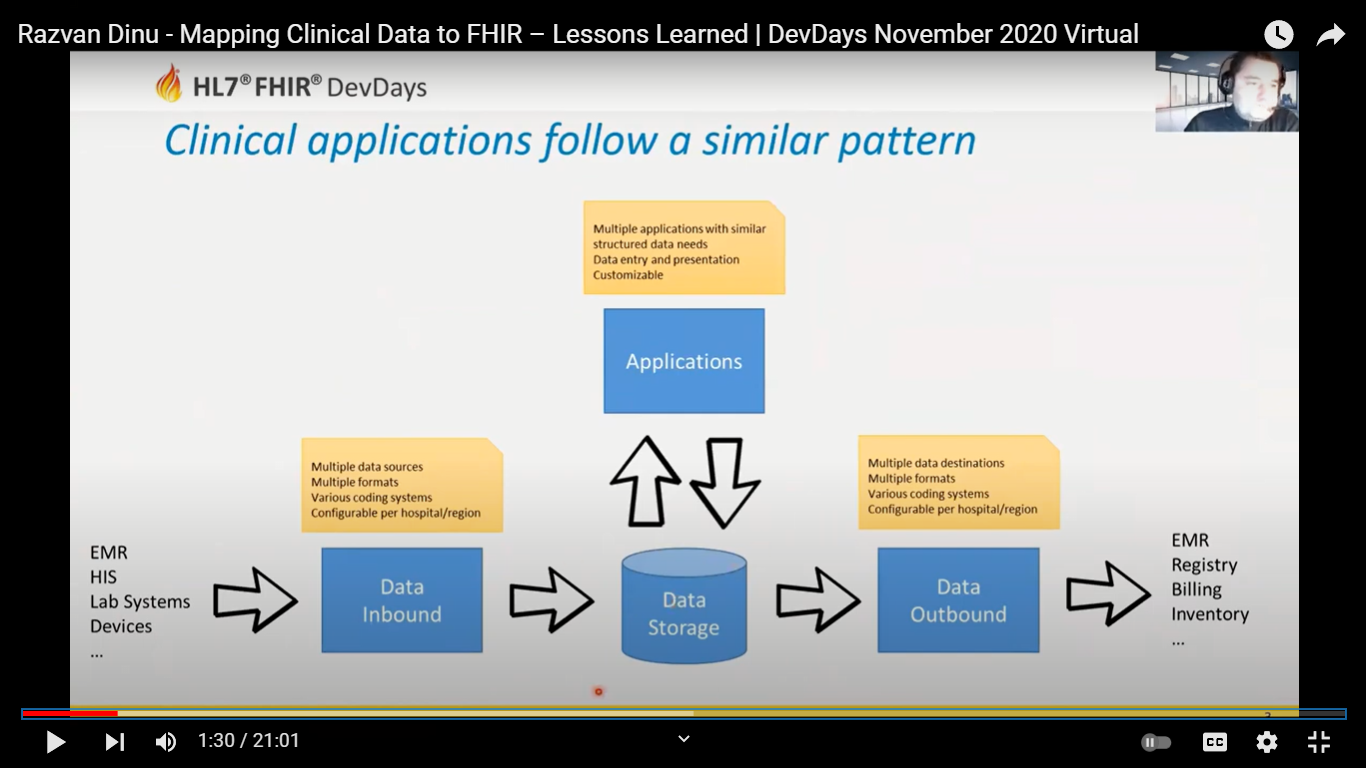 Razvan Dinu - Mapping Clinical Data to FHIR – Lessons Learned | DevDays November 2020 Virtual
HL7® FHIR® DevDays
Clinical applications follow a similar pattern
Multiple applications with similar
structured data needs
Data entry and presentation
Customizable
Applications
Multiple data sources
Multiple formats
Various coding systems
Configurable per hospital/region
Multiple data destinations
Multiple formats
Various coding systems
Configurable per hospital/region
EMR
HIS
Lab Systems
Devices
...
Data
Inbound
Data
Storage
Data
Outbound
EMR
Registry
Billing
Inventory
...
1:30 / 21:01
CC